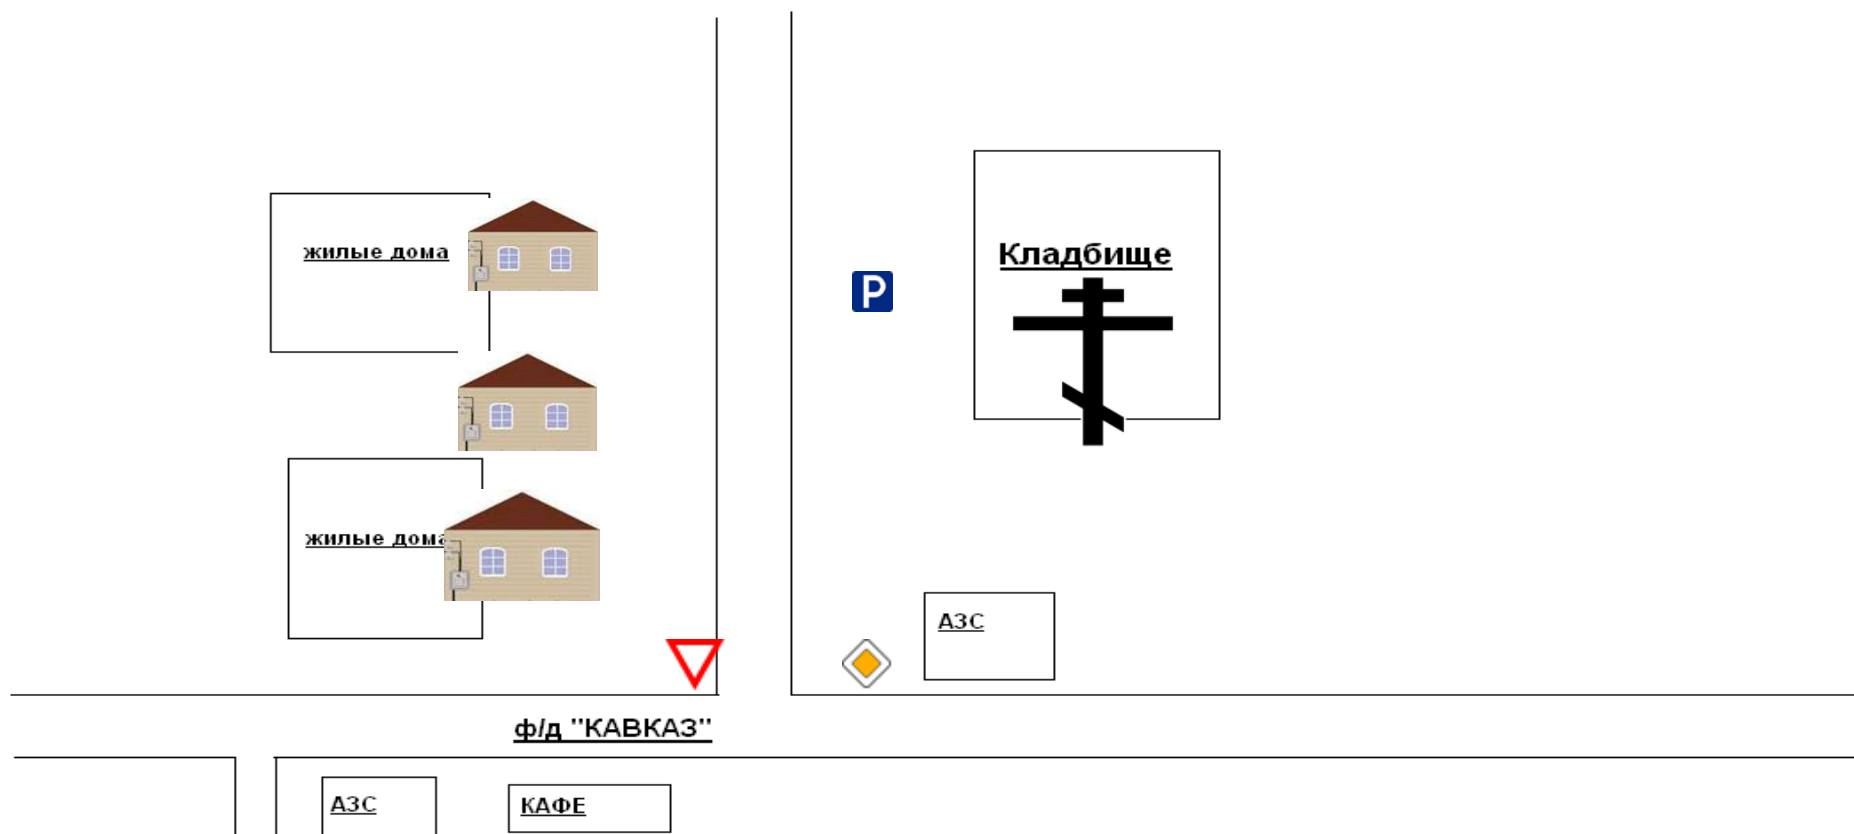 жилые дома
Кладбище
P
жилые дома
АЗС
ф/д "КАВКАЗ"
АЗС
КАФЕ